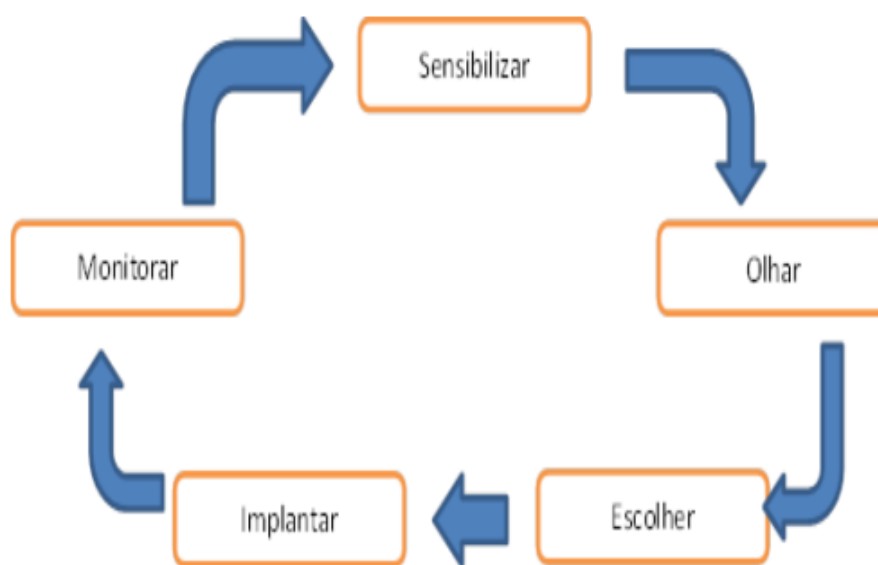 Sensibilizar
Olhar
Escolher
Implantar
Monitorar